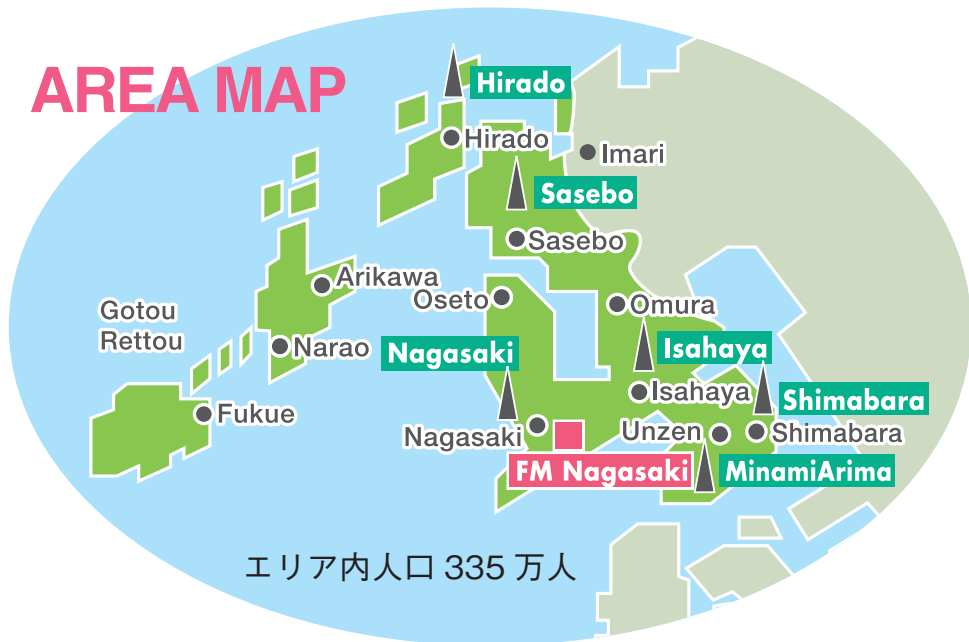 AREA MAP
Hirado
Hirado
Imari
Sasebo
Sasebo
Arikawa
Oseto
Omura
Gotou
Rettou
Narao
Nagasaki
Isahaya
Isahaya
Shimabara
Fukue
Nagasaki
Unzen
Shimabara
FM Nagasaki
MinamiArima
エリア内人口 335 万人